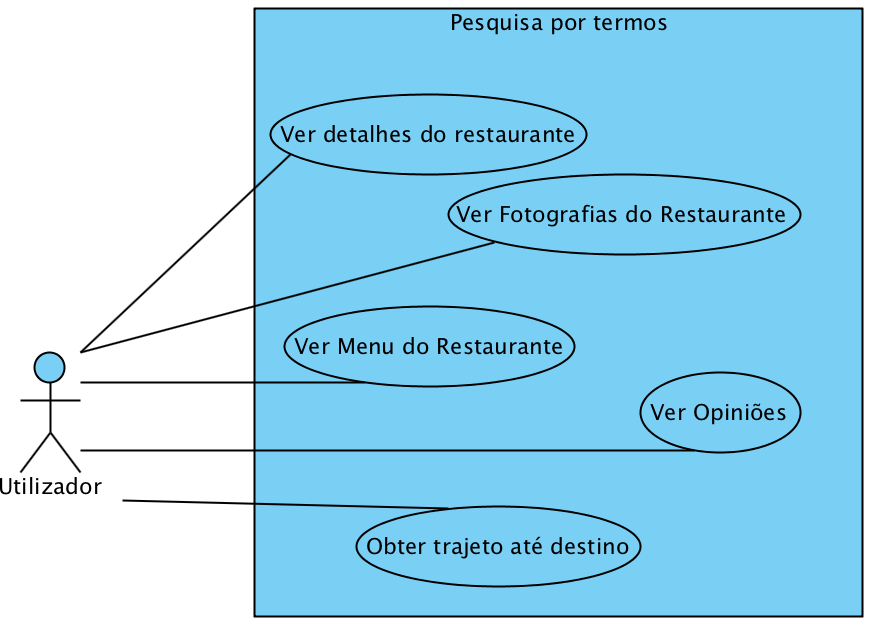 Pesquisa por termos
Ver detalhes do restaurante
Ver Fotografias do Restaurante
Ver Menu do Restaurante
Ver Opiniões
Utilizador
Obter trajeto até destino